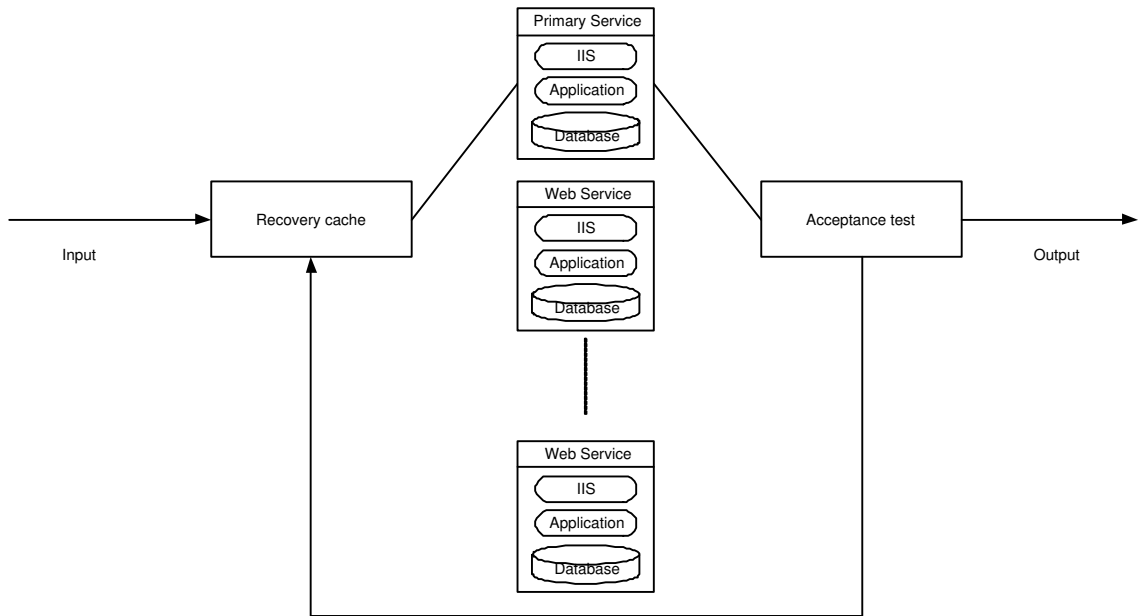 Primary Service
IIS
Application
Database
Web Service
IIS
Application
Database
Recovery cache
Acceptance test
Input
Output
Web Service
IIS
Application
Database